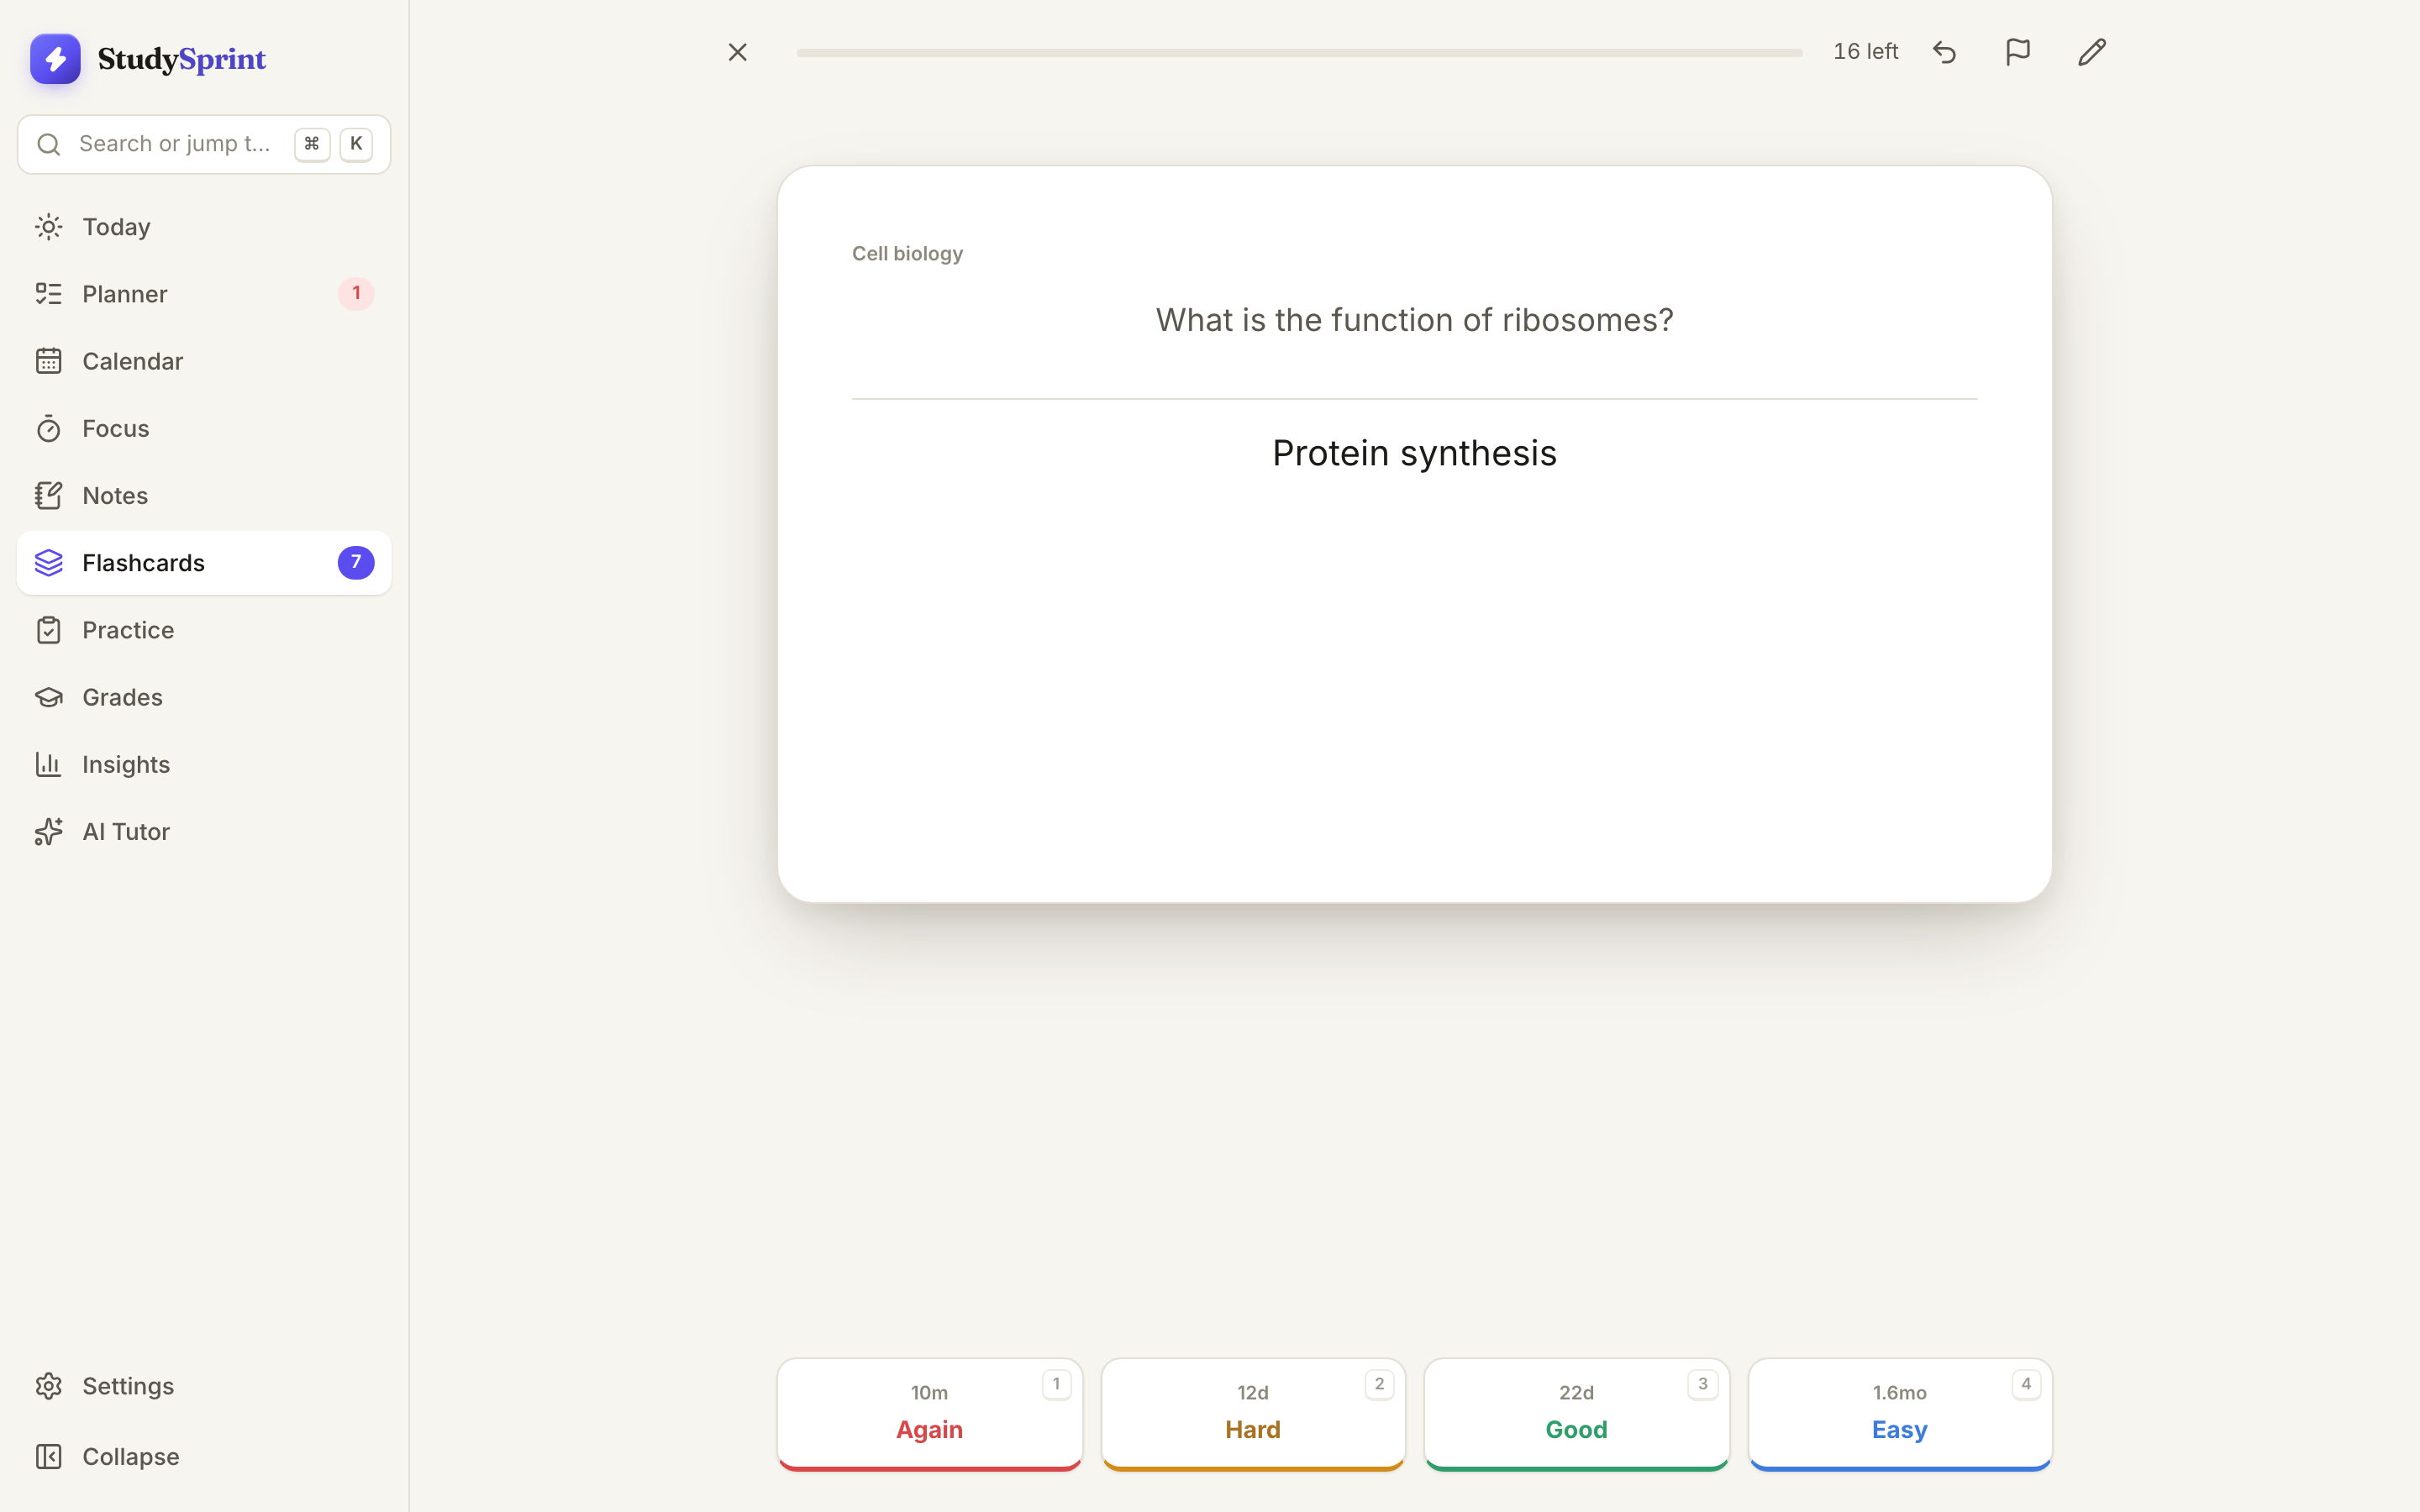 StudySprint
Search or jump t... ⌘ K
Today
Planner 1
Calendar
Focus
Notes
Flashcards 7
Practice
Grades
Insights
AI Tutor
Settings
Collapse
16 left
Cell biology
What is the function of ribosomes?
Protein synthesis
10m 1
Again
12d 2
Hard
22d 3
Good
1.6mo 4
Easy